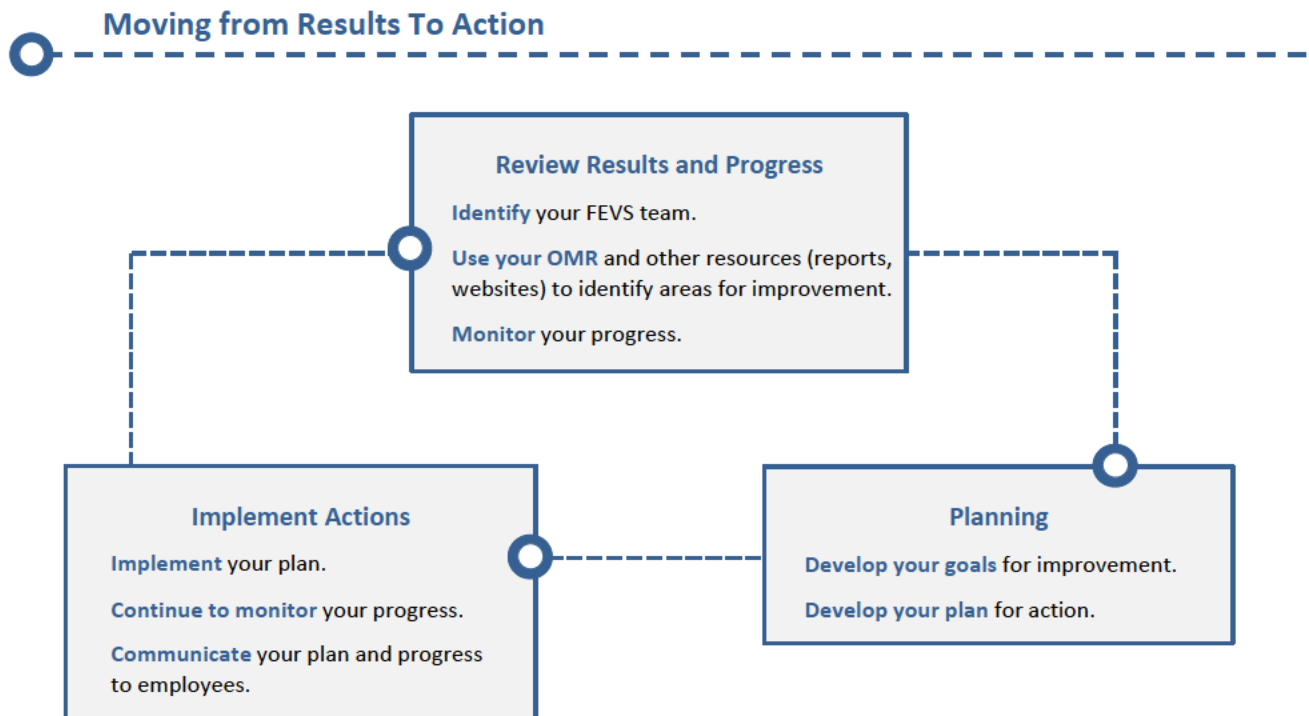 Moving from Results To Action
Review Results and Progress
Identify your FEVS team.
Use your OMR and other resources (reports,
websites) to identify areas for improvement.
Monitor your progress.
Implement Actions
Implement your plan.
Continue to monitor your progress.
Communicate your plan and progress
to employees.
Planning
Develop your goals for improvement.
Develop your plan for action.